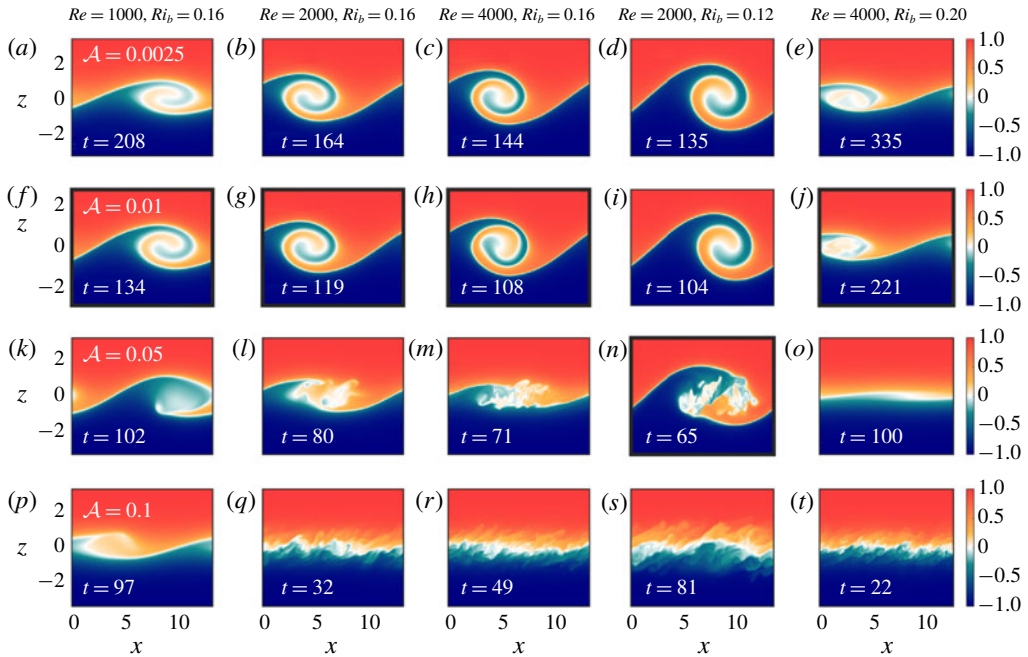 Re = 1000, Ri_b = 0.16 Re = 2000, Ri_b = 0.16 Re = 4000, Ri_b = 0.16 Re = 2000, Ri_b = 0.12 Re = 4000, Ri_b = 0.20
(a) (b) (c) (d) (e)
𝒜 = 0.0025
2 1.0
0.5
z 0 0
−0.5
−2 −1.0
t = 208 t = 164 t = 144 t = 135 t = 335
(f) (g) (h) (i) (j)
𝒜 = 0.01
2 1.0
z 0.5
0 0
−0.5
−2 −1.0
t = 134 t = 119 t = 108 t = 104 t = 221
(k) (l) (m) (n) (o)
𝒜 = 0.05
2 1.0
0.5
z 0 0
−0.5
−2 −1.0
t = 102 t = 80 t = 71 t = 65 t = 100
(p) (q) (r) (s) (t)
𝒜 = 0.1
2 1.0
0.5
z 0 0
−0.5
−2 −1.0
t = 97 t = 32 t = 49 t = 81 t = 22
0 5 10 0 5 10 0 5 10 0 5 10 0 5 10
x x x x x